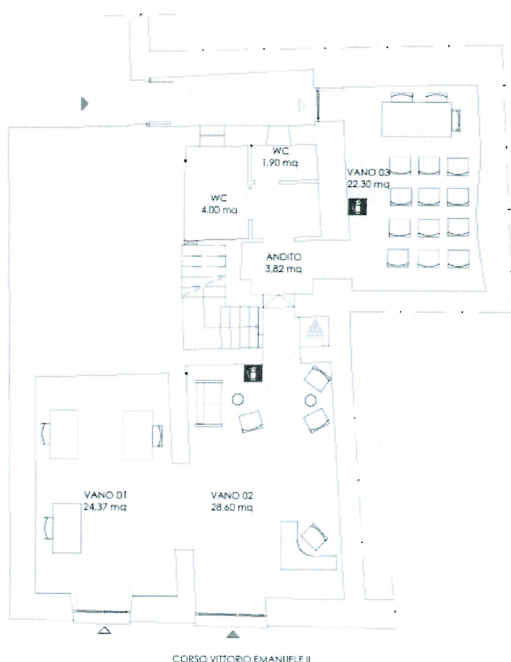 WC
1.90 mq
VANO 03
22.30 mq
WC
4.00 mq
ANDITO
3.82 mq
VANO 01
24.37 mq
VANO 02
28.60 mq
CORSO VITTORIO EMANUELE II